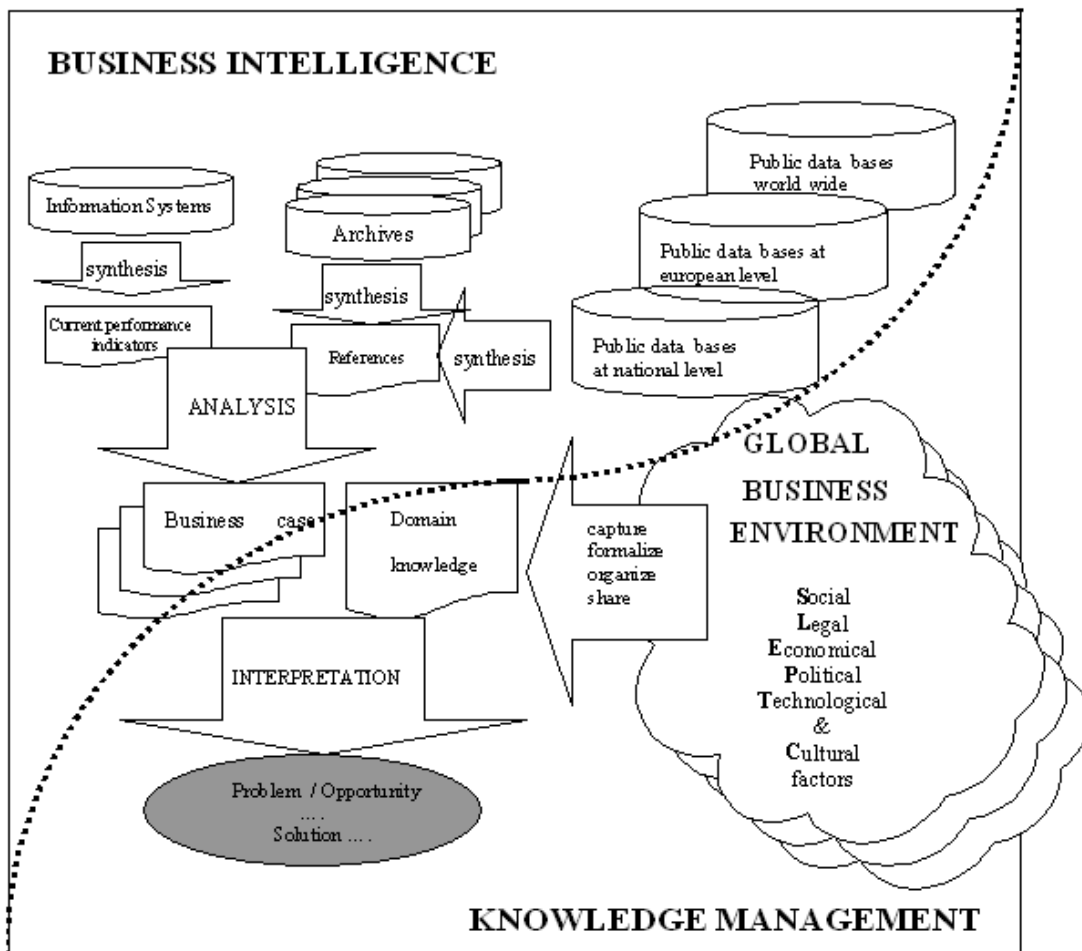 BUSINESS INTELLIGENCE
Public data bases
world wide
Information Systems
Archives
Public data bases at
european level
synthesis
synthesis
Current performance
indicators
References
synthesis
Public data bases
at national level
ANALYSIS
GLOBAL
BUSINESS
ENVIRONMENT
Business case
Domain
knowledge
capture
formalize
organize
share
Social
Legal
Economical
Political
Technological
&
Cultural
factors
INTERPRETATION
Problem / Opportunity
....
Solution ....
KNOWLEDGE MANAGEMENT